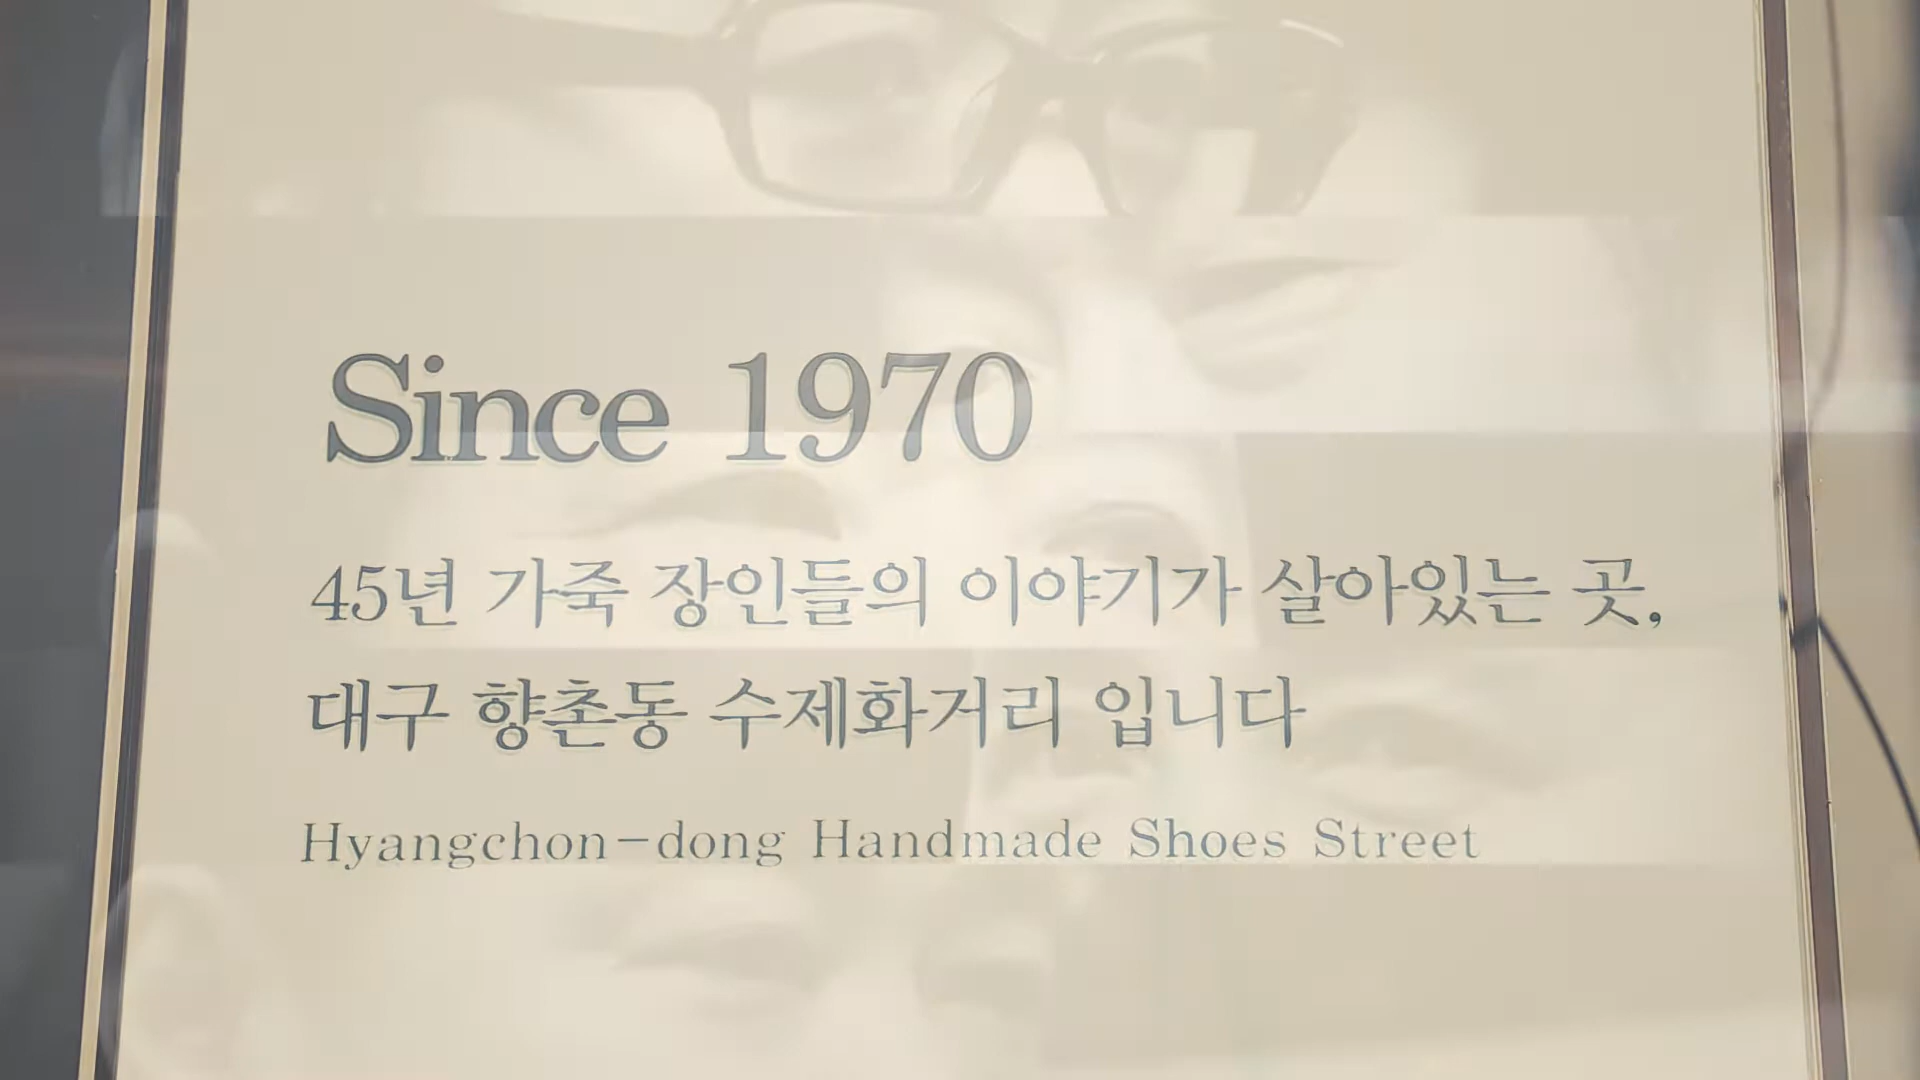 Since 1970
45년 가죽 장인들의 이야기가 살아있는 곳,
대구 향촌동 수제화거리 입니다
Hyangchon-dong Handmade Shoes Street